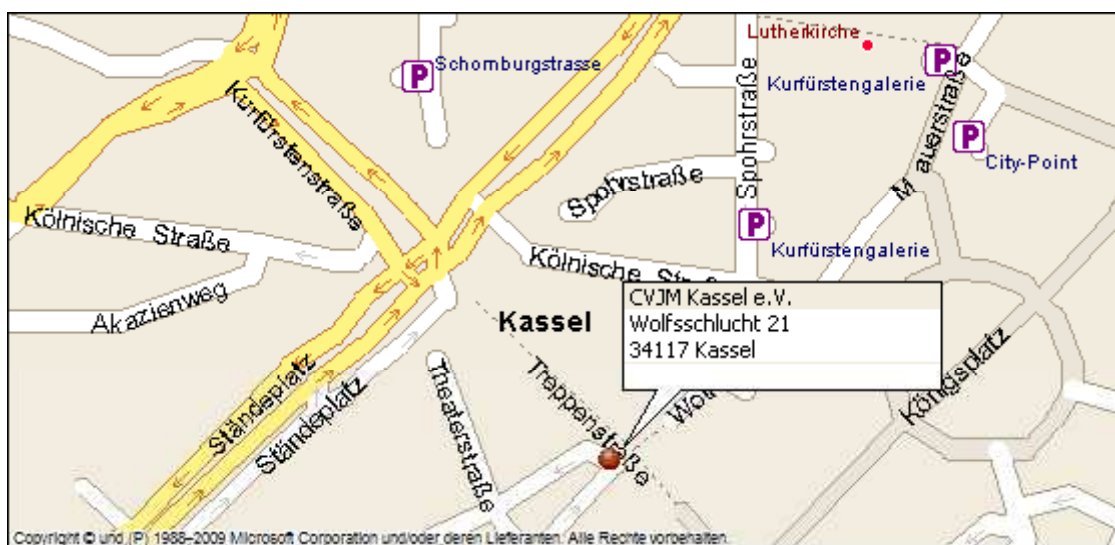 Lutherkirche
P
Schomburgstrasse
P
Kurfürstengalerie
Mauerstraße
P
City-Point
Kurfürstenstraße
Spohrstraße
Spohrstraße
Kölnische Straße
P
Kurfürstengalerie
Kölnische
Akazienweg
CVJM Kassel e.V.
Wolfsschlucht 21
34117 Kassel
Kassel
Treppenstraße
Königsplatz
Theaterstraße
Ständeplatz
Ständeplatz
Copyright © und (P) 1988–2009 Microsoft Corporation und/oder deren Lieferanten. Alle Rechte vorbehalten.